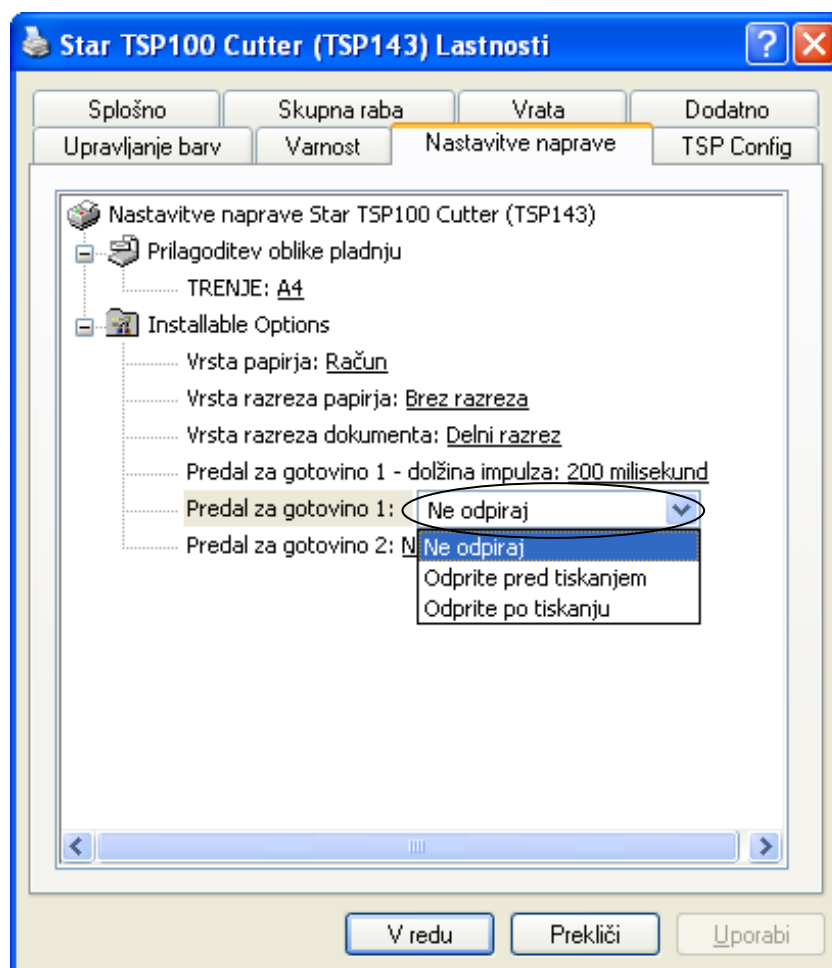 Star TSP100 Cutter (TSP143) Lastnosti
Splošno Skupna raba Vrata Dodatno
Upravljanje barv Varnost Nastavitve naprave TSP Config
Nastavitve naprave Star TSP100 Cutter (TSP143)
Prilagoditev oblike pladnju
TRENJE: A4
Installable Options
Vrsta papirja: Račun
Vrsta razreza papirja: Brez razreza
Vrsta razreza dokumenta: Delni razrez
Predal za gotovino 1 - dolžina impulza: 200 milisekund
Predal za gotovino 1: Ne odpiraj
Predal za gotovino 2: N
Ne odpiraj
Odprite pred tiskanjem
Odprite po tiskanju
V redu Prekliči Uporabi